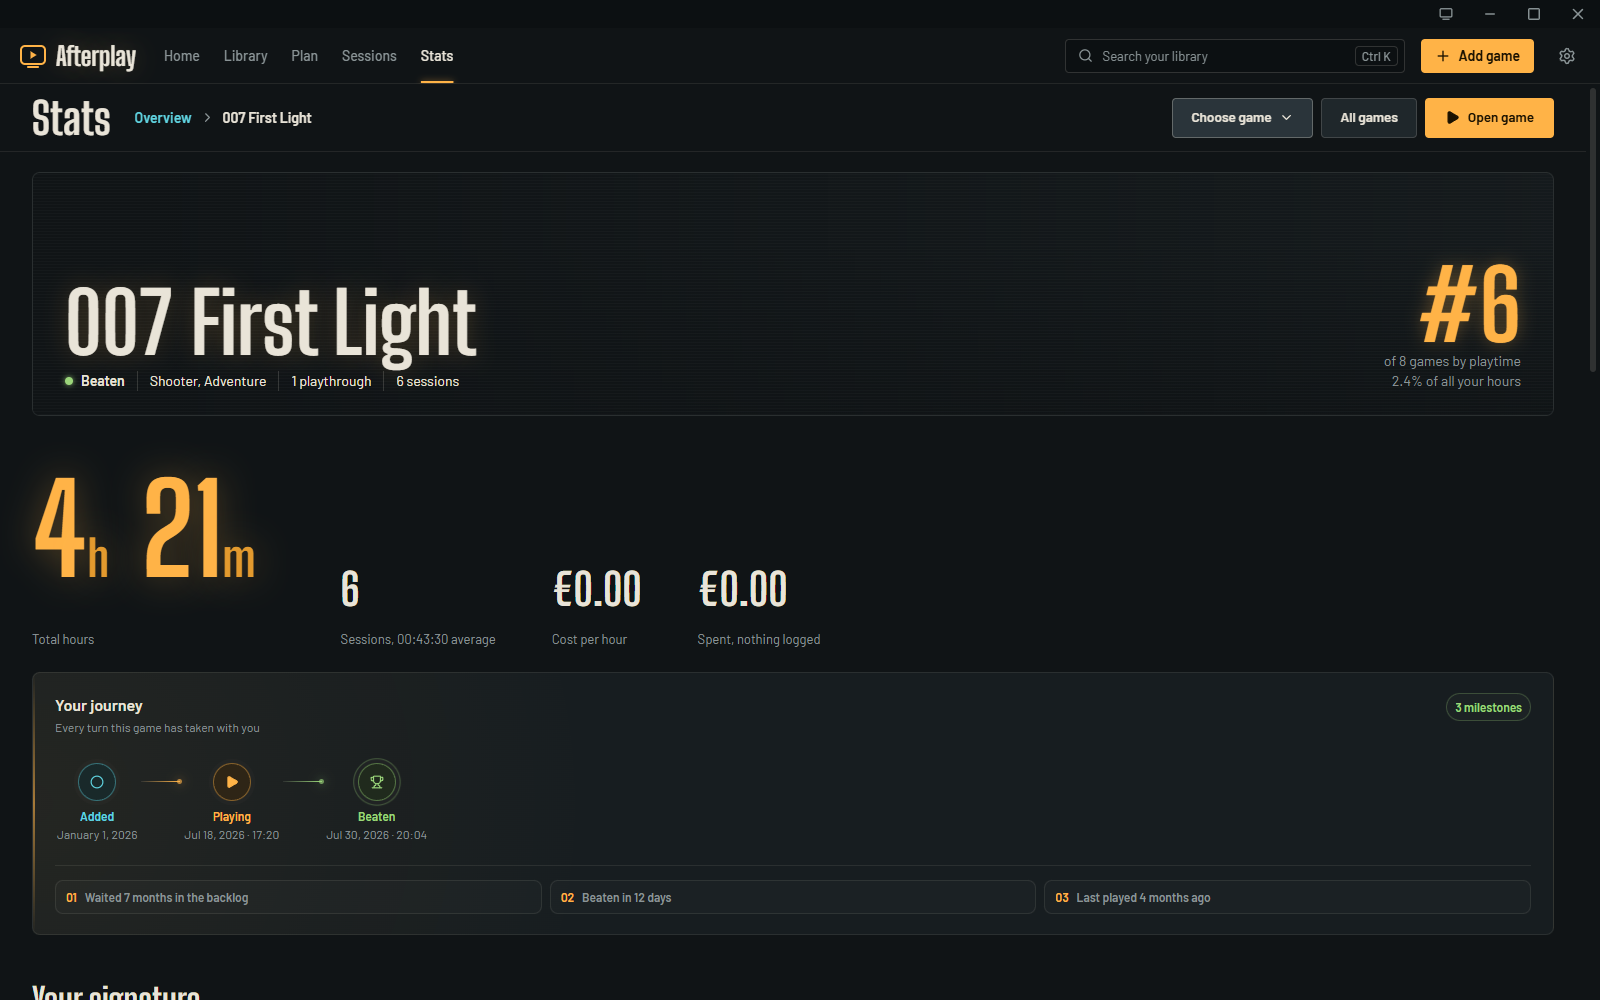 Afterplay Home Library Plan Sessions Stats Search your library Ctrl K Add game
Stats Overview 007 First Light Choose game All games Open game
007 First Light
Beaten Shooter, Adventure 1 playthrough 6 sessions
#6
of 8 games by playtime
2.4% of all your hours
4h 21m
Total hours
6
Sessions, 00:43:30 average
€0.00
Cost per hour
€0.00
Spent, nothing logged
Your journey
Every turn this game has taken with you
3 milestones
Added
January 1, 2026
Playing
Jul 18, 2026 · 17:20
Beaten
Jul 30, 2026 · 20:04
01 Waited 7 months in the backlog
02 Beaten in 12 days
03 Last played 4 months ago
Your signature